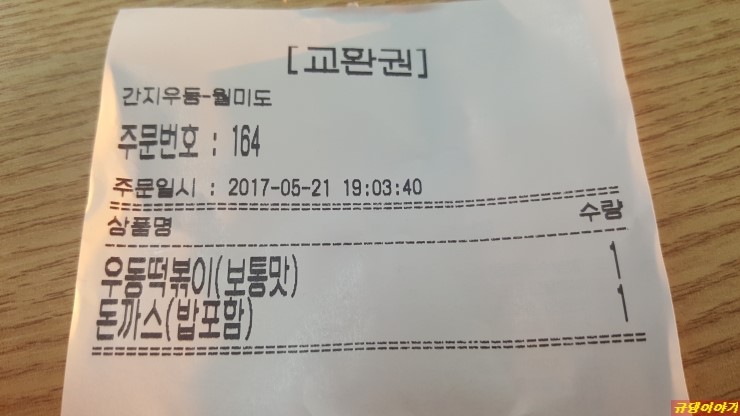 [교환권]
간지우동-월미도
주문번호 : 164
주문일시 : 2017-05-21 19:03:40
상품명 수량
우동떡볶이(보통맛) 1
돈까스(밥포함) 1
규댕이야기